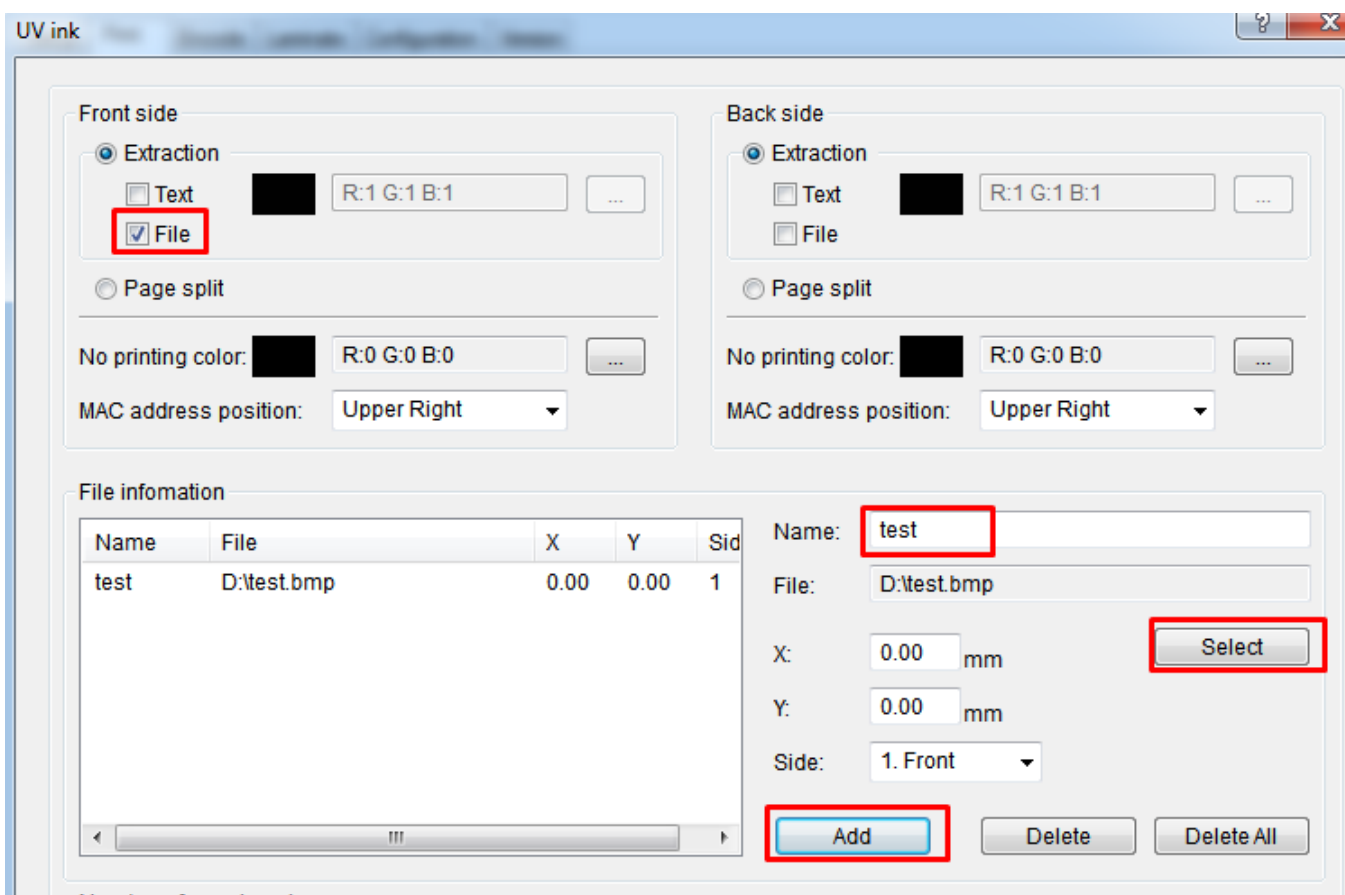 UV ink
Front side
Extraction
Text R:1 G:1 B:1 ...
File
Page split
No printing color: R:0 G:0 B:0 ...
MAC address position: Upper Right
Back side
Extraction
Text R:1 G:1 B:1 ...
File
Page split
No printing color: R:0 G:0 B:0 ...
MAC address position: Upper Right
File infomation
Name File X Y Sid
test D:\test.bmp 0.00 0.00 1
Name: test
File: D:\test.bmp
Select
X: 0.00 mm
Y: 0.00 mm
Side: 1. Front
Add Delete Delete All